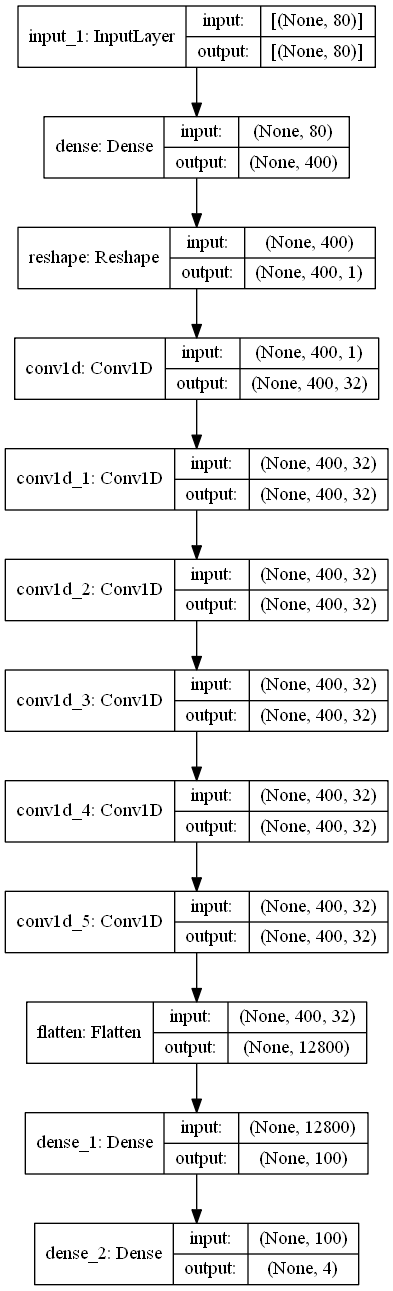 input_1: InputLayer
input: [(None, 80)]
output: [(None, 80)]
dense: Dense
input: (None, 80)
output: (None, 400)
reshape: Reshape
input: (None, 400)
output: (None, 400, 1)
conv1d: Conv1D
input: (None, 400, 1)
output: (None, 400, 32)
conv1d_1: Conv1D
input: (None, 400, 32)
output: (None, 400, 32)
conv1d_2: Conv1D
input: (None, 400, 32)
output: (None, 400, 32)
conv1d_3: Conv1D
input: (None, 400, 32)
output: (None, 400, 32)
conv1d_4: Conv1D
input: (None, 400, 32)
output: (None, 400, 32)
conv1d_5: Conv1D
input: (None, 400, 32)
output: (None, 400, 32)
flatten: Flatten
input: (None, 400, 32)
output: (None, 12800)
dense_1: Dense
input: (None, 12800)
output: (None, 100)
dense_2: Dense
input: (None, 100)
output: (None, 4)